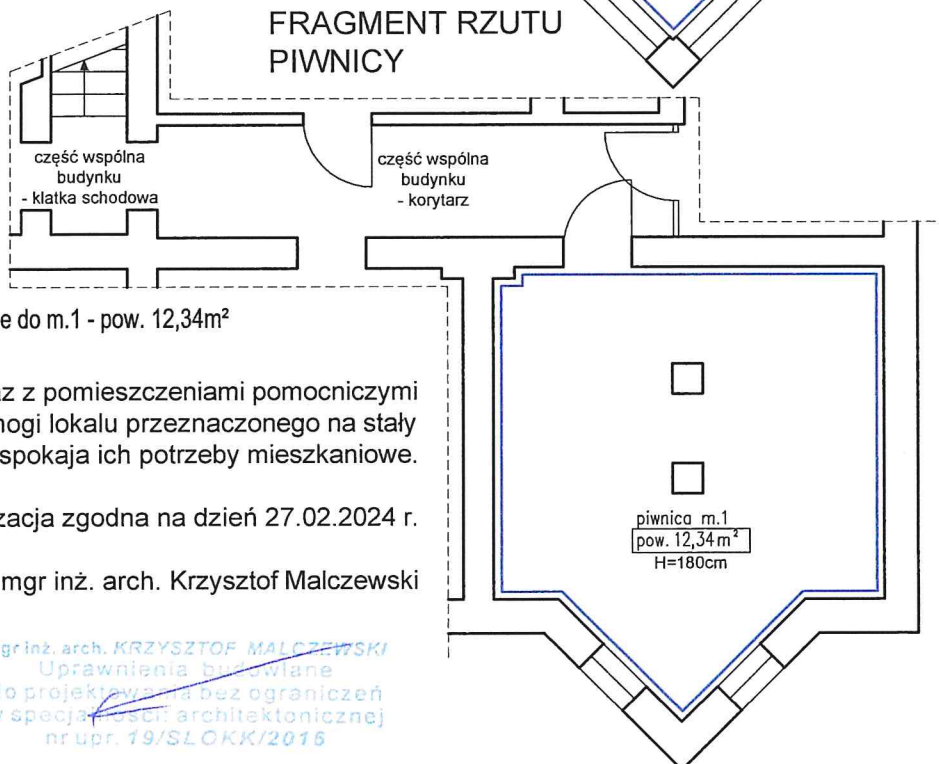 FRAGMENT RZUTU
PIWNICY
część wspólna
budynku
- klatka schodowa
część wspólna
budynku
- korytarz
e do m.1 - pow. 12,34m²
z z pomieszczeniami pomocniczymi
nogi lokalu przeznaczonego na stały
spokaja ich potrzeby mieszkaniowe.
zacja zgodna na dzień 27.02.2024 r.
mgr inż. arch. Krzysztof Malczewski
piwnica m.1
pow. 12,34m²
H=180cm
gr inż. arch. KRZYSZTOF MALCZEWSKI
Uprawnienia budowlane
do projektowania bez ograniczeń
w specjalności: architektonicznej
nr upr. 19/SLOKK/2016